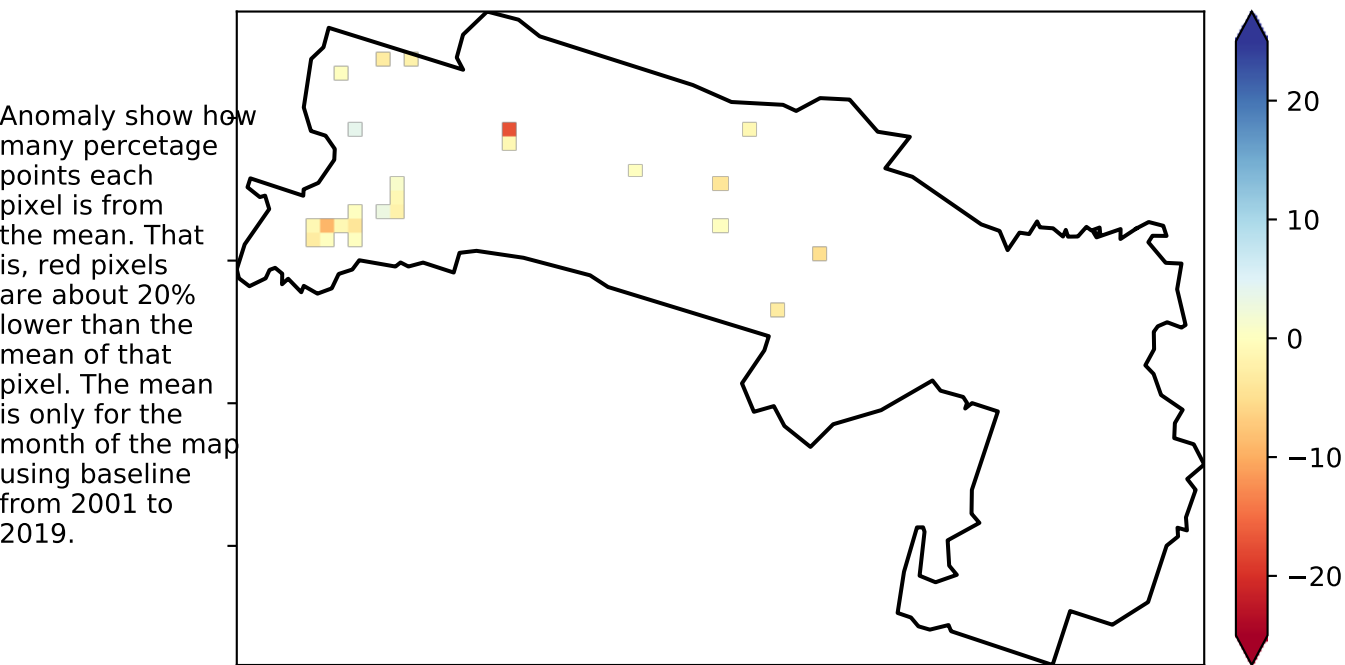 Anomaly show how
many percetage
points each
pixel is from
the mean. That
is, red pixels
are about 20%
lower than the
mean of that
pixel. The mean
is only for the
month of the map
using baseline
from 2001 to
2019.
20
10
0
−10
−20